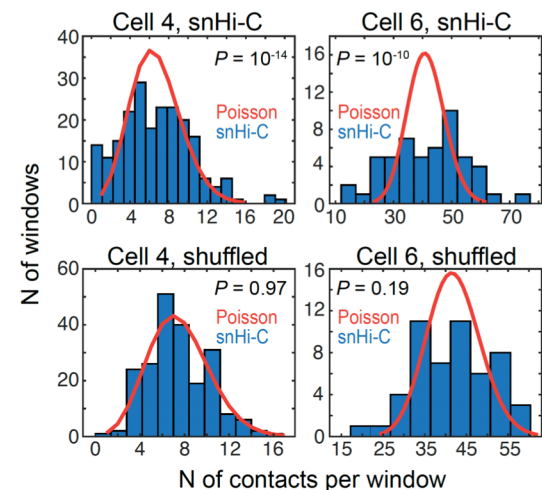 Cell 4, snHi-C
Cell 6, snHi-C
N of windows
40
30
20
10
0
P = 10-14
Poisson
snHi-C
0 4 8 12 16 20
16
12
8
4
0
P = 10-10
Poisson
snHi-C
10 30 50 70
Cell 4, shuffled
Cell 6, shuffled
60
40
20
0
P = 0.97
Poisson
snHi-C
0 4 8 12 16
16
12
8
4
0
P = 0.19
Poisson
snHi-C
15 25 35 45 55
N of contacts per window